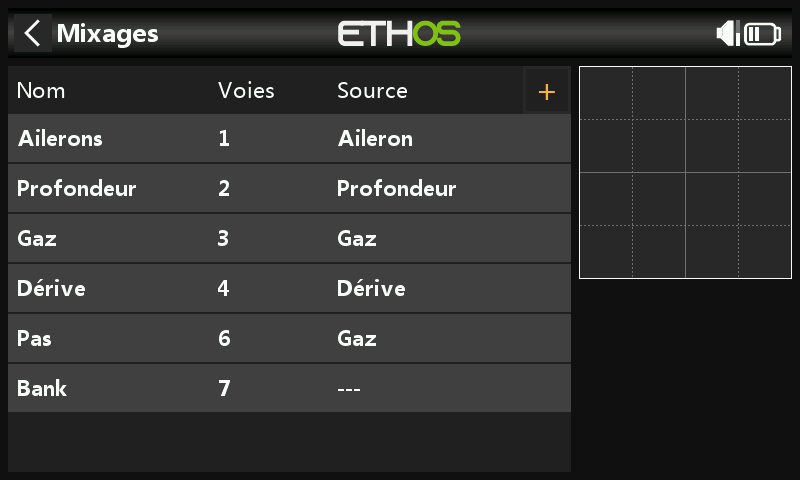 Mixages ETHOS
Nom Voies Source +
Ailerons 1 Aileron
Profondeur 2 Profondeur
Gaz 3 Gaz
Dérive 4 Dérive
Pas 6 Gaz
Bank 7 ---